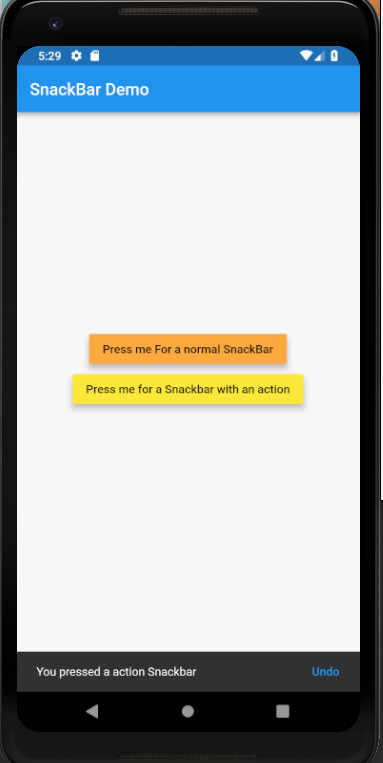 5:29
SnackBar Demo
Press me For a normal SnackBar
Press me for a Snackbar with an action
You pressed a action Snackbar Undo